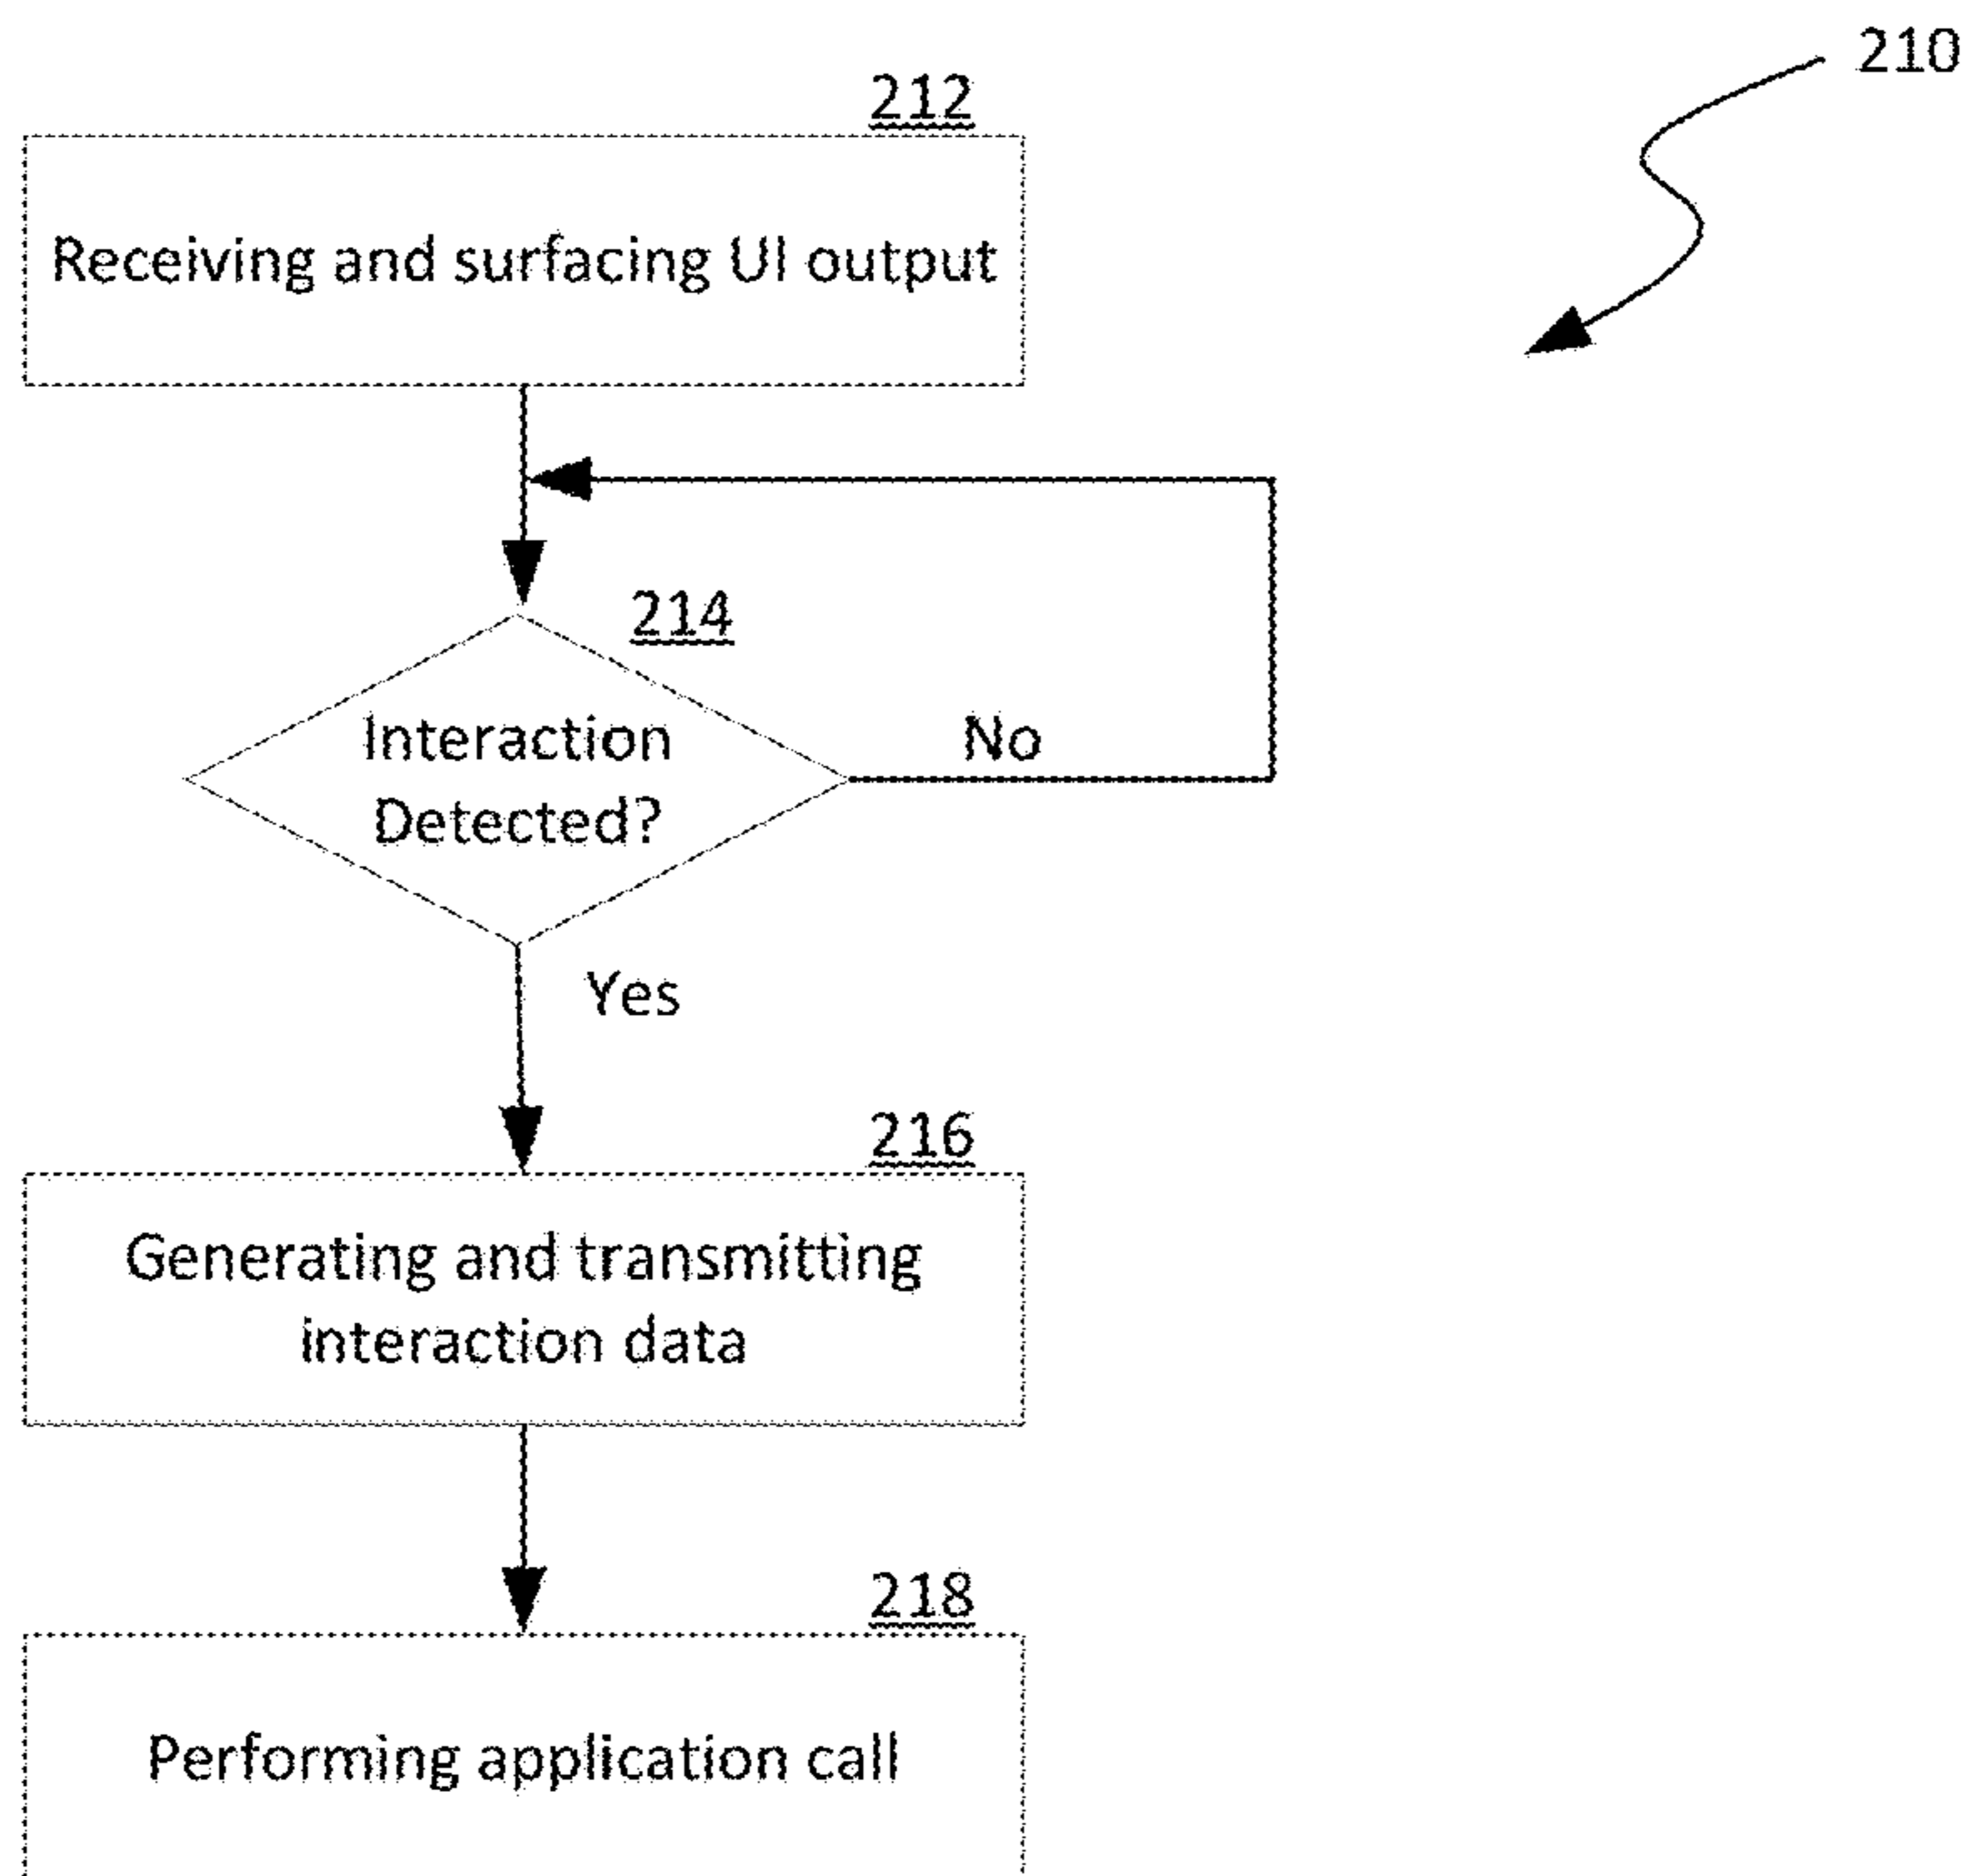 210
212
Receiving and surfacing UI output
214
Interaction
Detected?
No
Yes
216
Generating and transmitting
interaction data
218
Performing application call